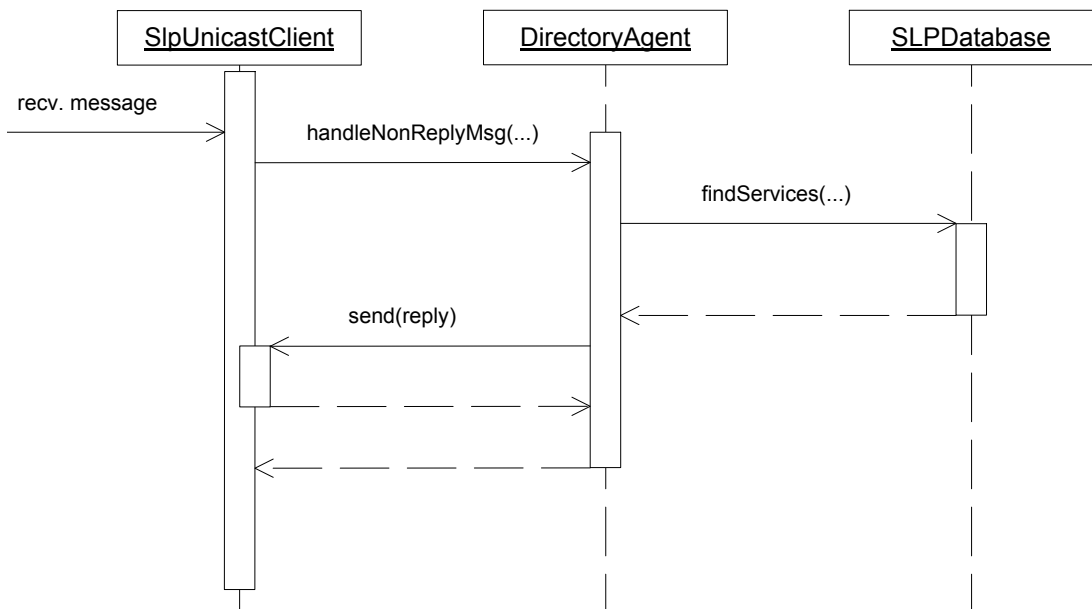 SlpUnicastClient
DirectoryAgent
SLPDatabase
recv. message
handleNonReplyMsg(...)
findServices(...)
send(reply)